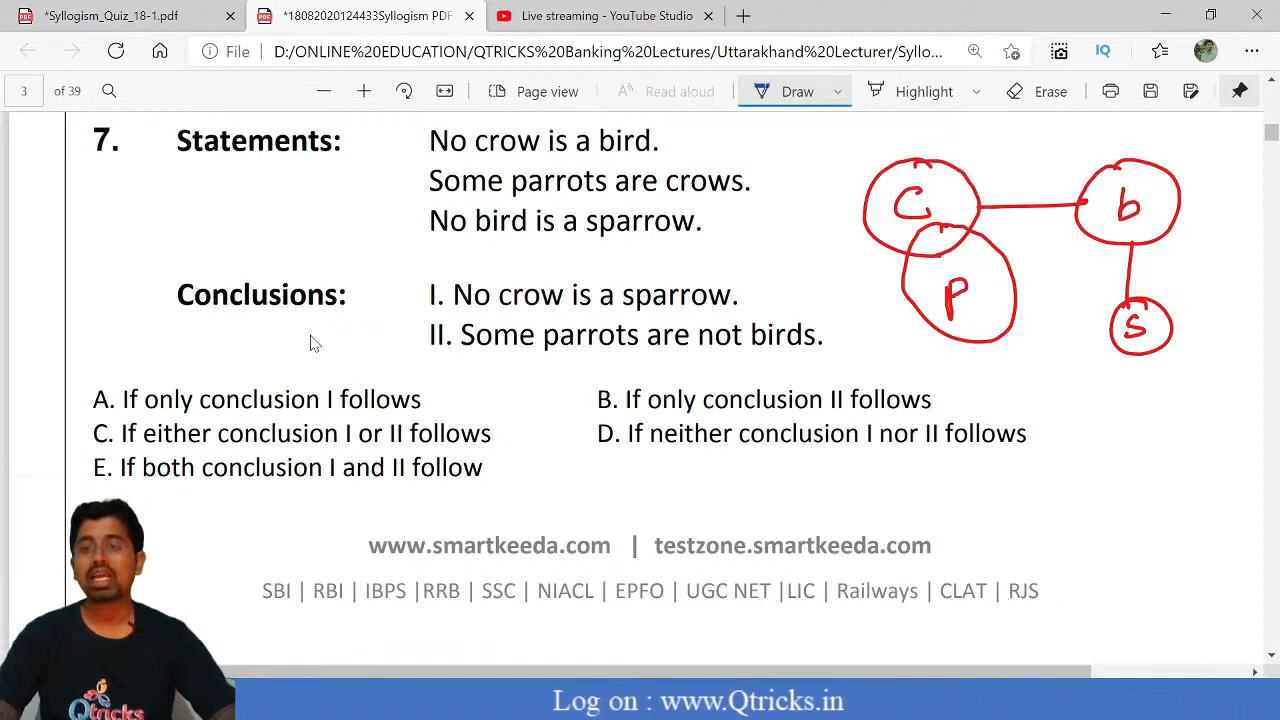 *Syllogism_Quiz_18-1.pdf
*18082020124433Syllogism PDF
Live streaming - YouTube Studio
File
D:/ONLINE%20EDUCATION/QTRICKS%20Banking%20Lectures/Uttarakhand%20Lecturer/Syllo...
IQ
3 of 39
Page view
Read aloud
Draw
Highlight
Erase
7. Statements: No crow is a bird.
Some parrots are crows.
No bird is a sparrow.
C b
P S
Conclusions: I. No crow is a sparrow.
II. Some parrots are not birds.
A. If only conclusion I follows B. If only conclusion II follows
C. If either conclusion I or II follows D. If neither conclusion I nor II follows
E. If both conclusion I and II follow
www.smartkeeda.com | testzone.smartkeeda.com
SBI | RBI | IBPS |RRB | SSC | NIACL | EPFO | UGC NET |LIC | Railways | CLAT | RJS
Qtricks
Log on : www.Qtricks.in